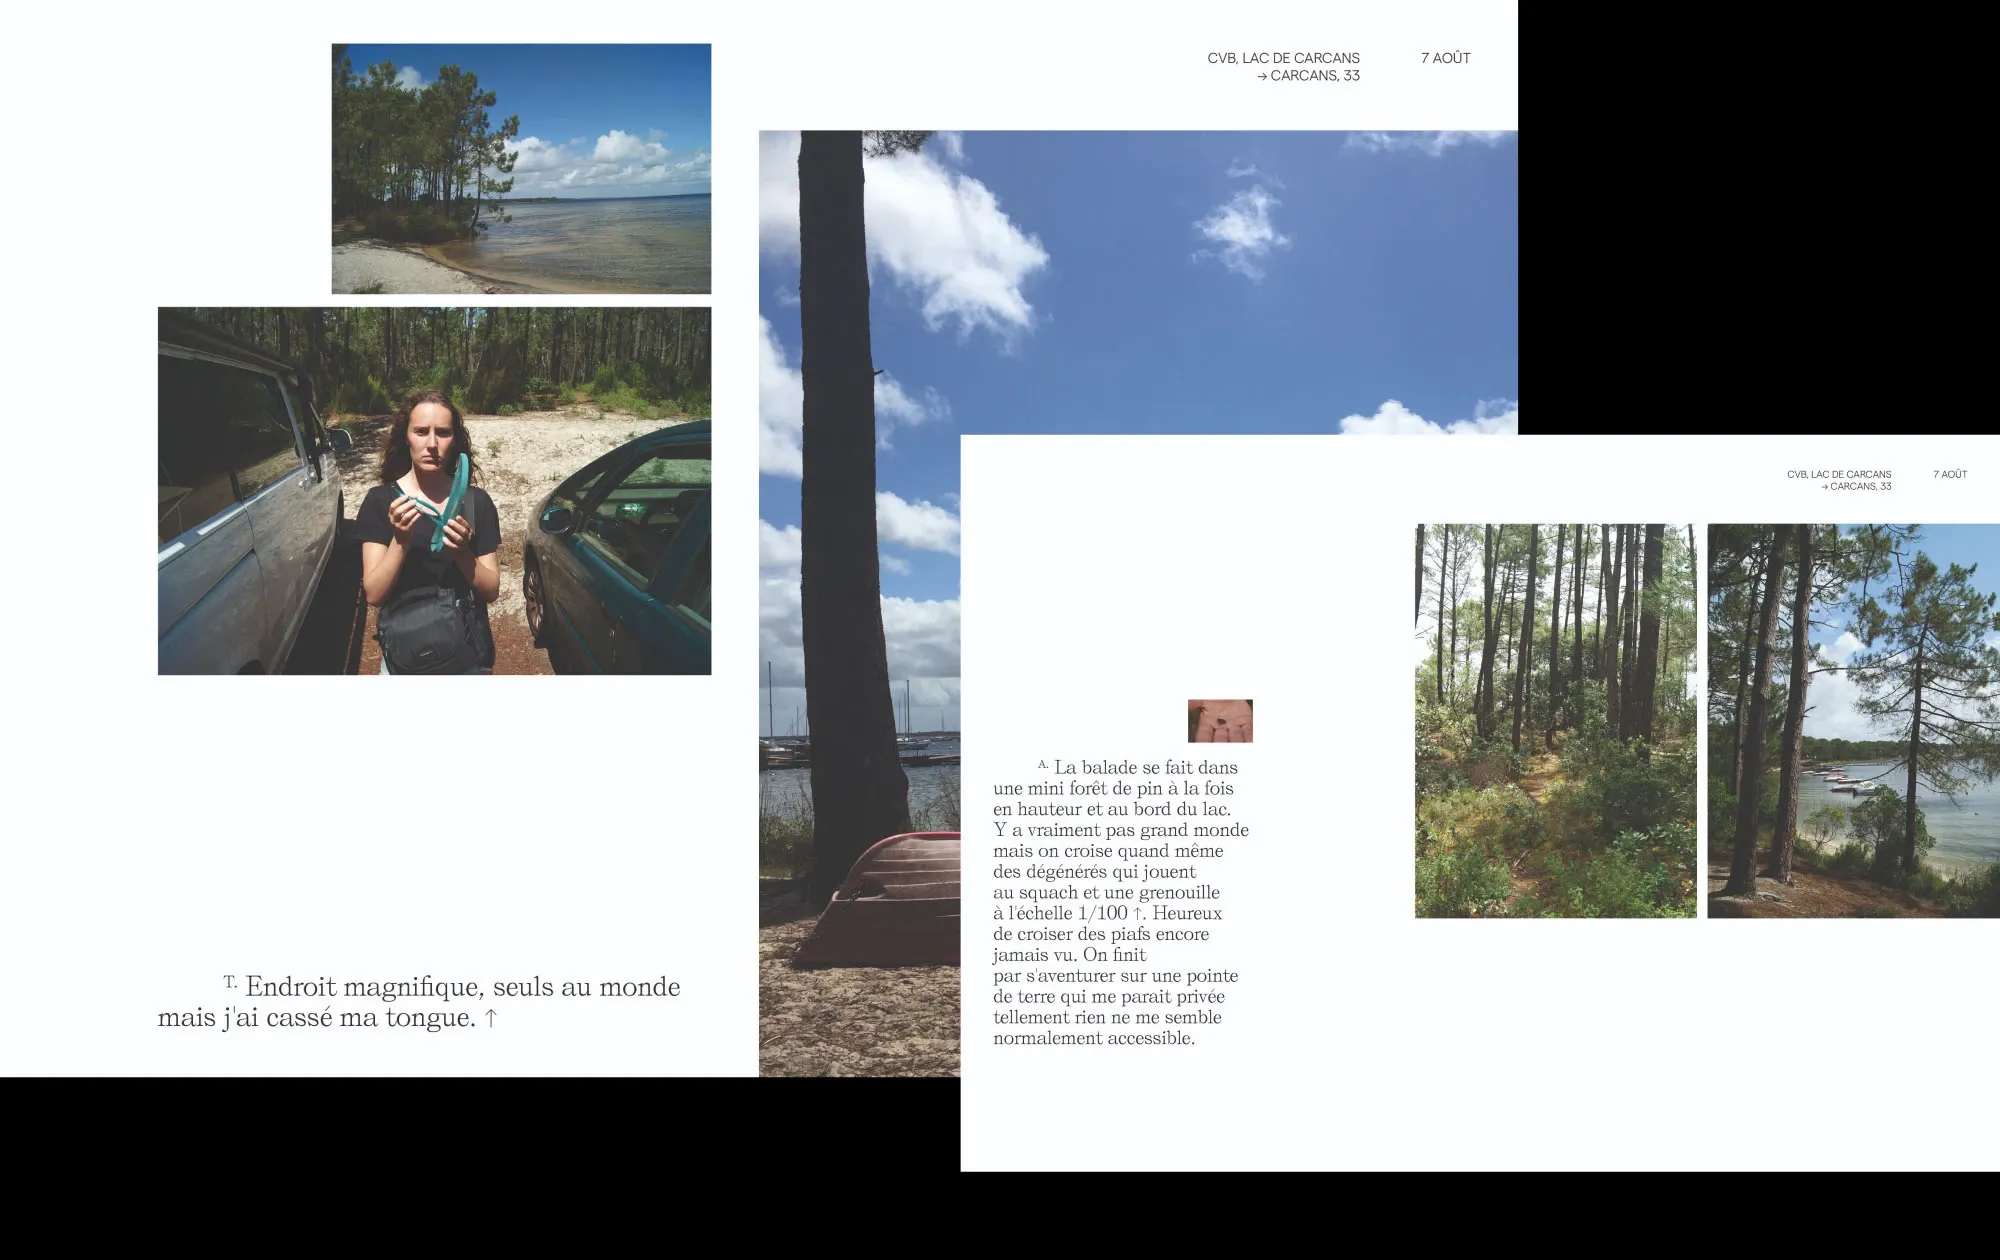 CVB, LAC DE CARCANS
→ CARCANS, 33
7 AOÛT
T. Endroit magnifique, seuls au monde
mais j'ai cassé ma tongue. ↑
CVB, LAC DE CARCANS
→ CARCANS, 33
7 AOÛT
A. La balade se fait dans
une mini forêt de pin à la fois
en hauteur et au bord du lac.
Y a vraiment pas grand monde
mais on croise quand même
des dégénérés qui jouent
au squach et une grenouille
à l'échelle 1/100 ↑. Heureux
de croiser des piafs encore
jamais vu. On finit
par s'aventurer sur une pointe
de terre qui me parait privée
tellement rien ne me semble
normalement accessible.